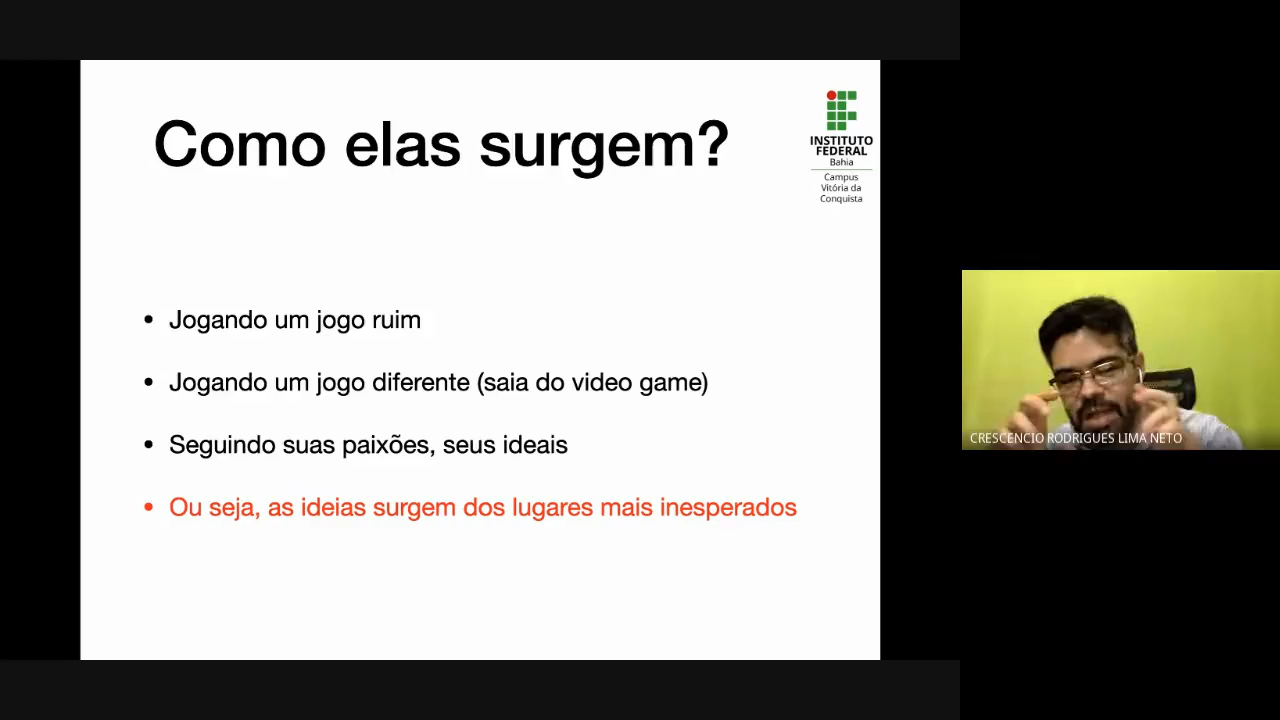 Como elas surgem?
INSTITUTO
FEDERAL
Bahia
Campus
Vitória da
Conquista
• Jogando um jogo ruim
• Jogando um jogo diferente (saia do video game)
• Seguindo suas paixões, seus ideais
• Ou seja, as ideias surgem dos lugares mais inesperados
CRESCENCIO RODRIGUES LIMA NETO